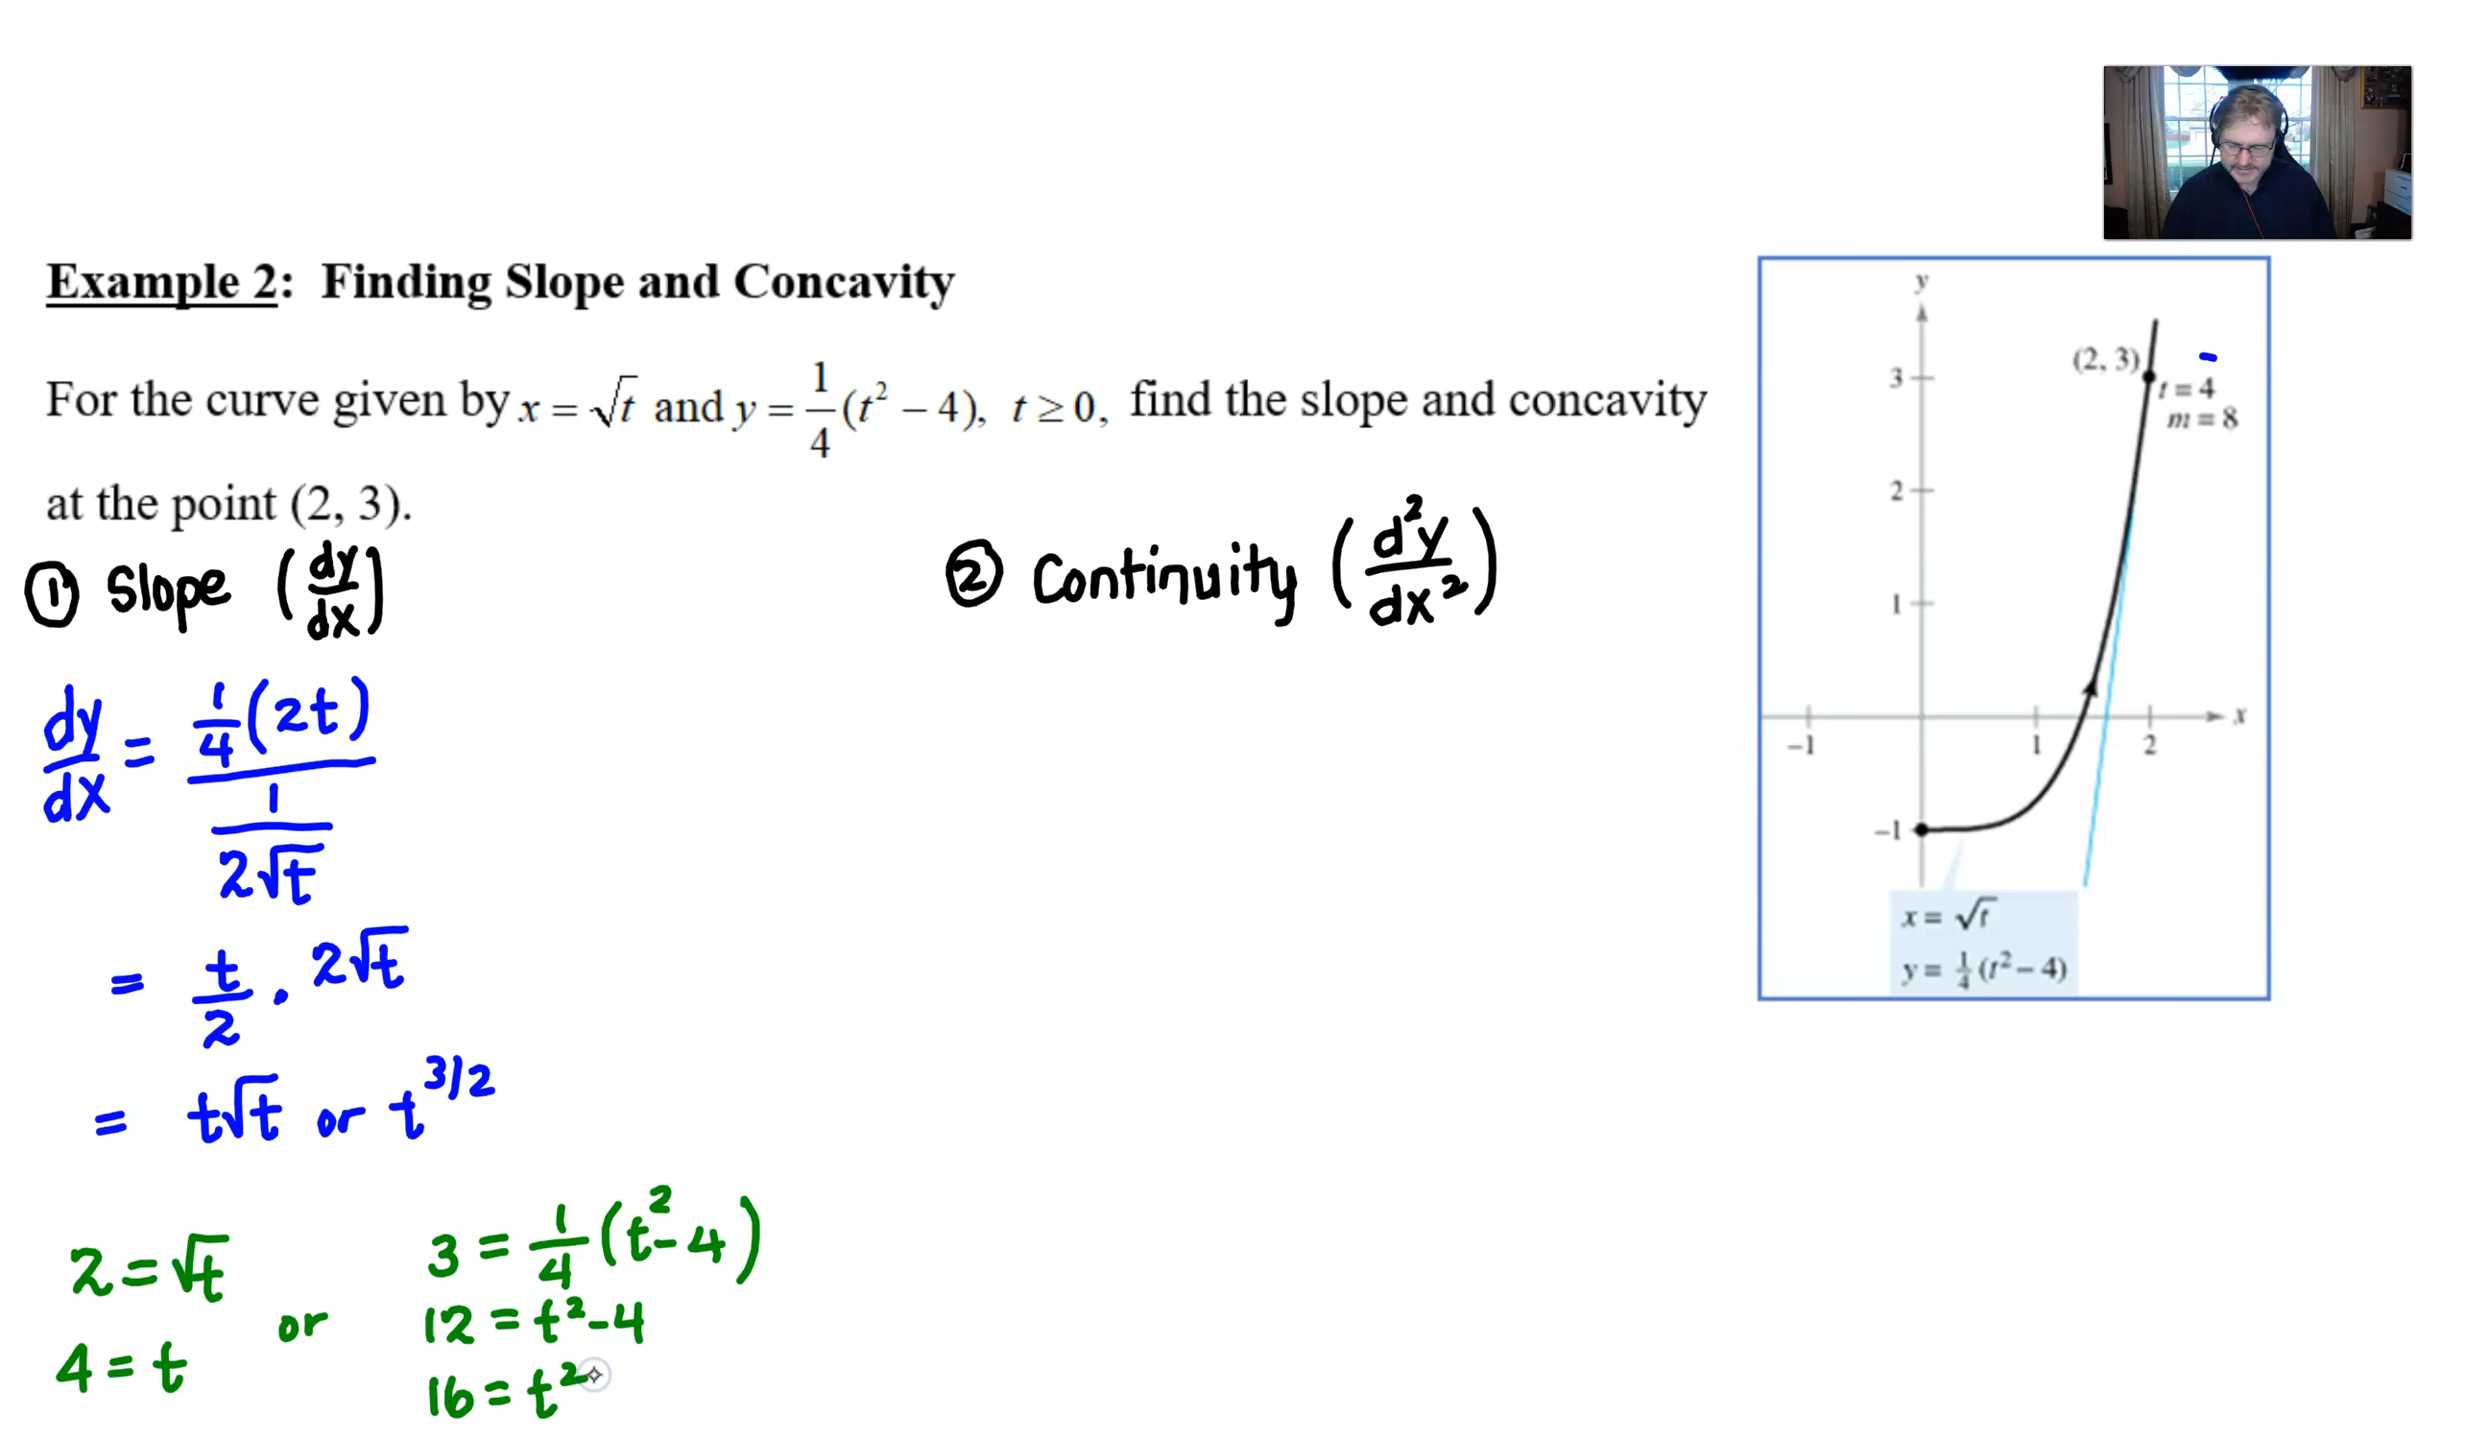 Example 2: Finding Slope and Concavity
For the curve given by x = √t and y = 1/4 (t² − 4), t ≥ 0, find the slope and concavity
at the point (2, 3).
① Slope (dy/dx)
dy/dx = 1/4 (2t) / (1/(2√t))
= t/2 · 2√t
= t√t or t^3/2
2 = √t
4 = t
or
3 = 1/4 (t² − 4)
12 = t² − 4
16 = t²
② Continuity (d²y/dx²)
y
(2, 3)
t = 4
m = 8
3
2
1
−1
−1
1
2
x
x = √t
y = 1/4 (t² − 4)